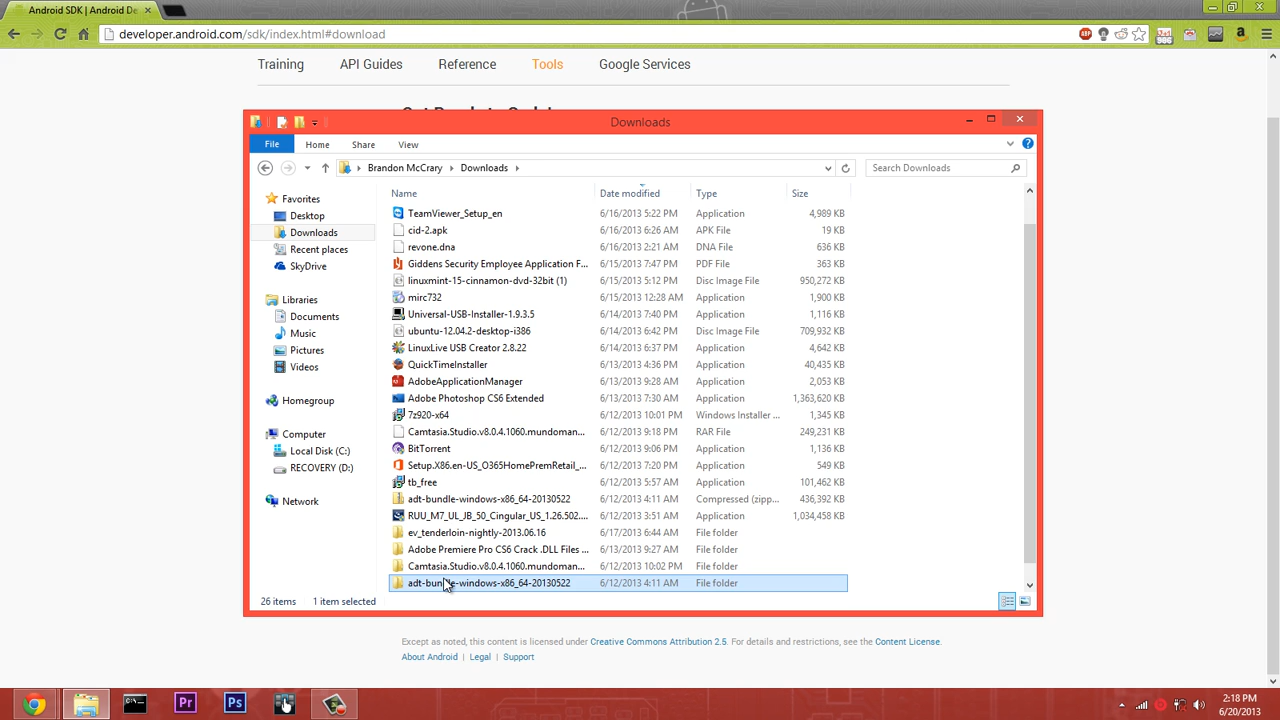 Android SDK | Android De
developer.android.com/sdk/index.html#download
Training API Guides Reference Tools Google Services
Downloads
File Home Share View
Brandon McCrary Downloads Search Downloads
Name Date modified Type Size
Favorites
Desktop
Downloads
Recent places
SkyDrive
Libraries
Documents
Music
Pictures
Videos
Homegroup
Computer
Local Disk (C:)
RECOVERY (D:)
Network
TeamViewer_Setup_en 6/16/2013 5:22 PM Application 4,989 KB
cid-2.apk 6/16/2013 6:26 AM APK File 19 KB
revone.dna 6/16/2013 2:21 AM DNA File 636 KB
Giddens Security Employee Application F... 6/15/2013 7:47 PM PDF File 363 KB
linuxmint-15-cinnamon-dvd-32bit (1) 6/15/2013 5:12 PM Disc Image File 950,272 KB
mirc732 6/15/2013 12:28 AM Application 1,900 KB
Universal-USB-Installer-1.9.3.5 6/14/2013 7:40 PM Application 1,116 KB
ubuntu-12.04.2-desktop-i386 6/14/2013 6:42 PM Disc Image File 709,932 KB
LinuxLive USB Creator 2.8.22 6/14/2013 6:37 PM Application 4,642 KB
QuickTimeInstaller 6/13/2013 4:36 PM Application 40,435 KB
AdobeApplicationManager 6/13/2013 9:28 AM Application 2,053 KB
Adobe Photoshop CS6 Extended 6/13/2013 7:30 AM Application 1,363,620 KB
7z920-x64 6/12/2013 10:01 PM Windows Installer ... 1,345 KB
Camtasia.Studio.v8.0.4.1060.mundoman... 6/12/2013 9:18 PM RAR File 249,231 KB
BitTorrent 6/12/2013 9:06 PM Application 1,136 KB
Setup.X86.en-US_O365HomePremRetail_... 6/12/2013 7:20 PM Application 549 KB
tb_free 6/12/2013 5:57 AM Application 101,462 KB
adt-bundle-windows-x86_64-20130522 6/12/2013 4:11 AM Compressed (zipp... 436,392 KB
RUU_M7_UL_JB_50_Cingular_US_1.26.502.... 6/12/2013 3:51 AM Application 1,034,458 KB
ev_tenderloin-nightly-2013.06.16 6/17/2013 6:44 AM File folder
Adobe Premiere Pro CS6 Crack .DLL Files ... 6/13/2013 9:27 AM File folder
Camtasia.Studio.v8.0.4.1060.mundoman... 6/12/2013 10:02 PM File folder
adt-bundle-windows-x86_64-20130522 6/12/2013 4:11 AM File folder
26 items 1 item selected
Except as noted, this content is licensed under Creative Commons Attribution 2.5. For details and restrictions, see the Content License.
About Android | Legal | Support
Pr Ps
2:18 PM
6/20/2013